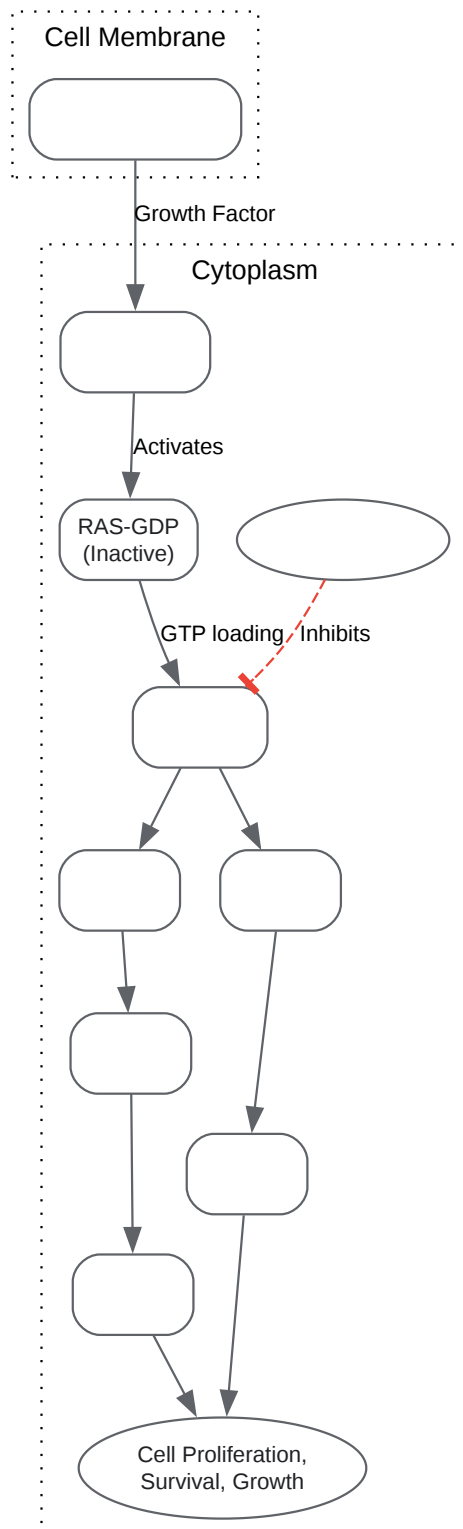 Cell Membrane
Growth Factor
Cytoplasm
Activates
RAS-GDP
(Inactive)
GTP loading
Inhibits
Cell Proliferation,
Survival, Growth